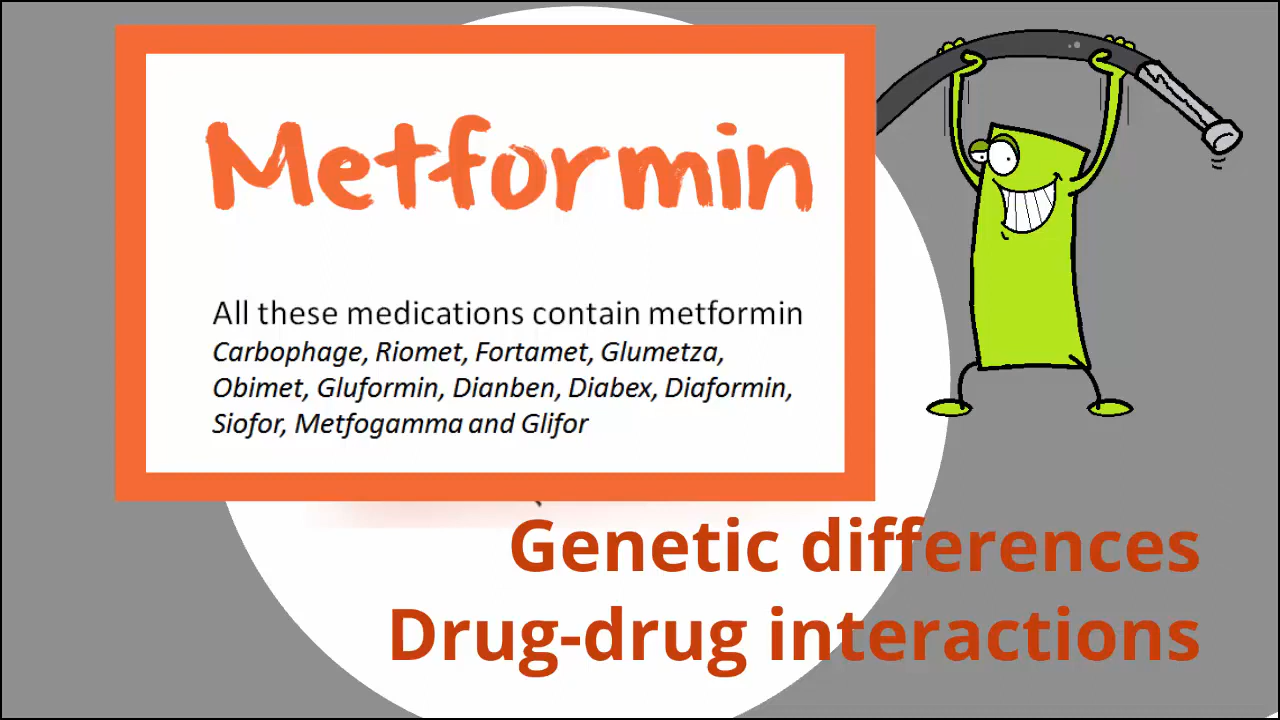 Metformin
All these medications contain metformin
Carbophage, Riomet, Fortamet, Glumetza,
Obimet, Gluformin, Dianben, Diabex, Diaformin,
Siofor, Metfogamma and Glifor
Genetic differences
Drug-drug interactions